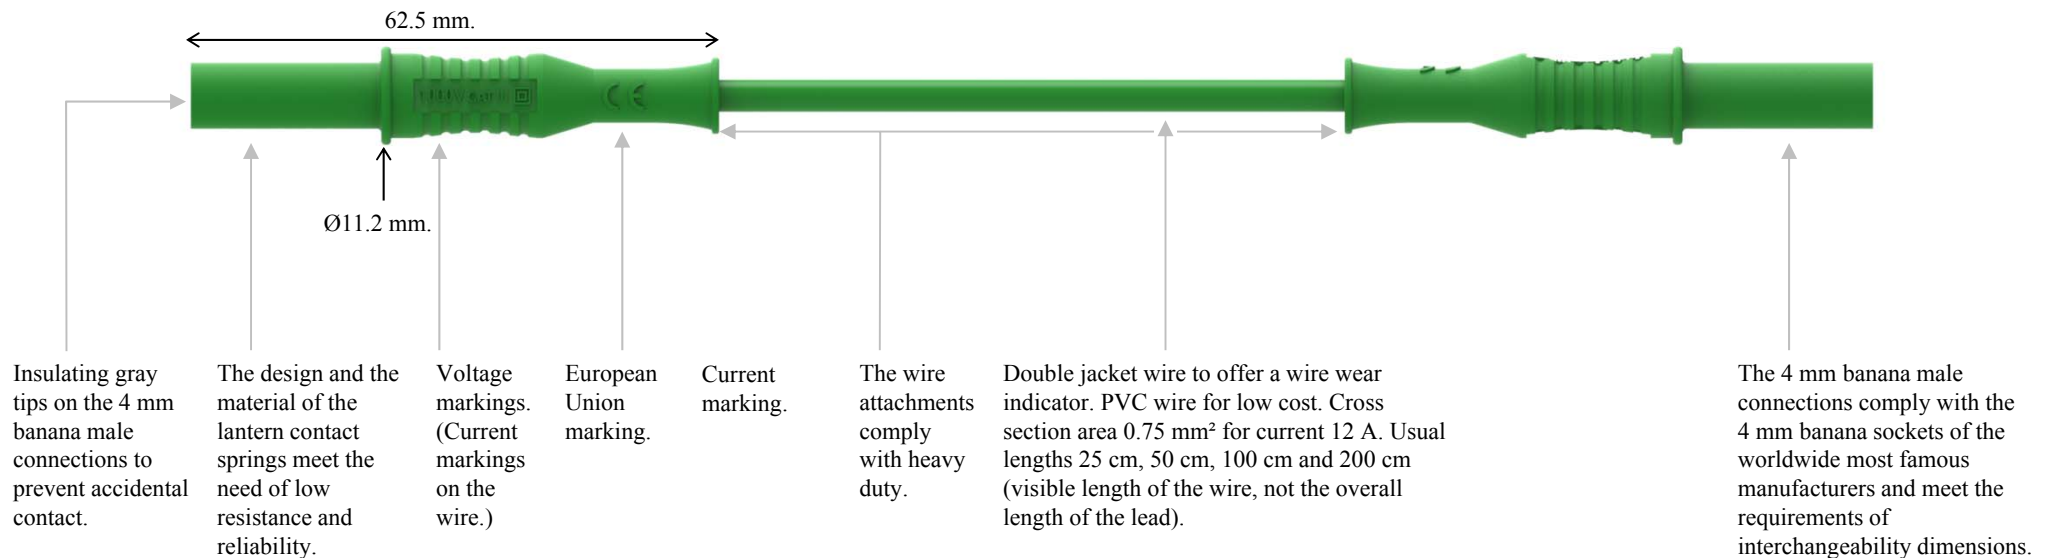 62.5 mm.
CE
Ø11.2 mm.
Insulating gray
tips on the 4 mm
banana male
connections to
prevent accidental
contact.
The design and the
material of the
lantern contact
springs meet the
need of low
resistance and
reliability.
Voltage
markings.
(Current
markings
on the
wire.)
European
Union
marking.
Current
marking.
The wire
attachments
comply
with heavy
duty.
Double jacket wire to offer a wire wear
indicator. PVC wire for low cost. Cross
section area 0.75 mm² for current 12 A. Usual
lengths 25 cm, 50 cm, 100 cm and 200 cm
(visible length of the wire, not the overall
length of the lead).
The 4 mm banana male
connections comply with the
4 mm banana sockets of the
worldwide most famous
manufacturers and meet the
requirements of
interchangeability dimensions.